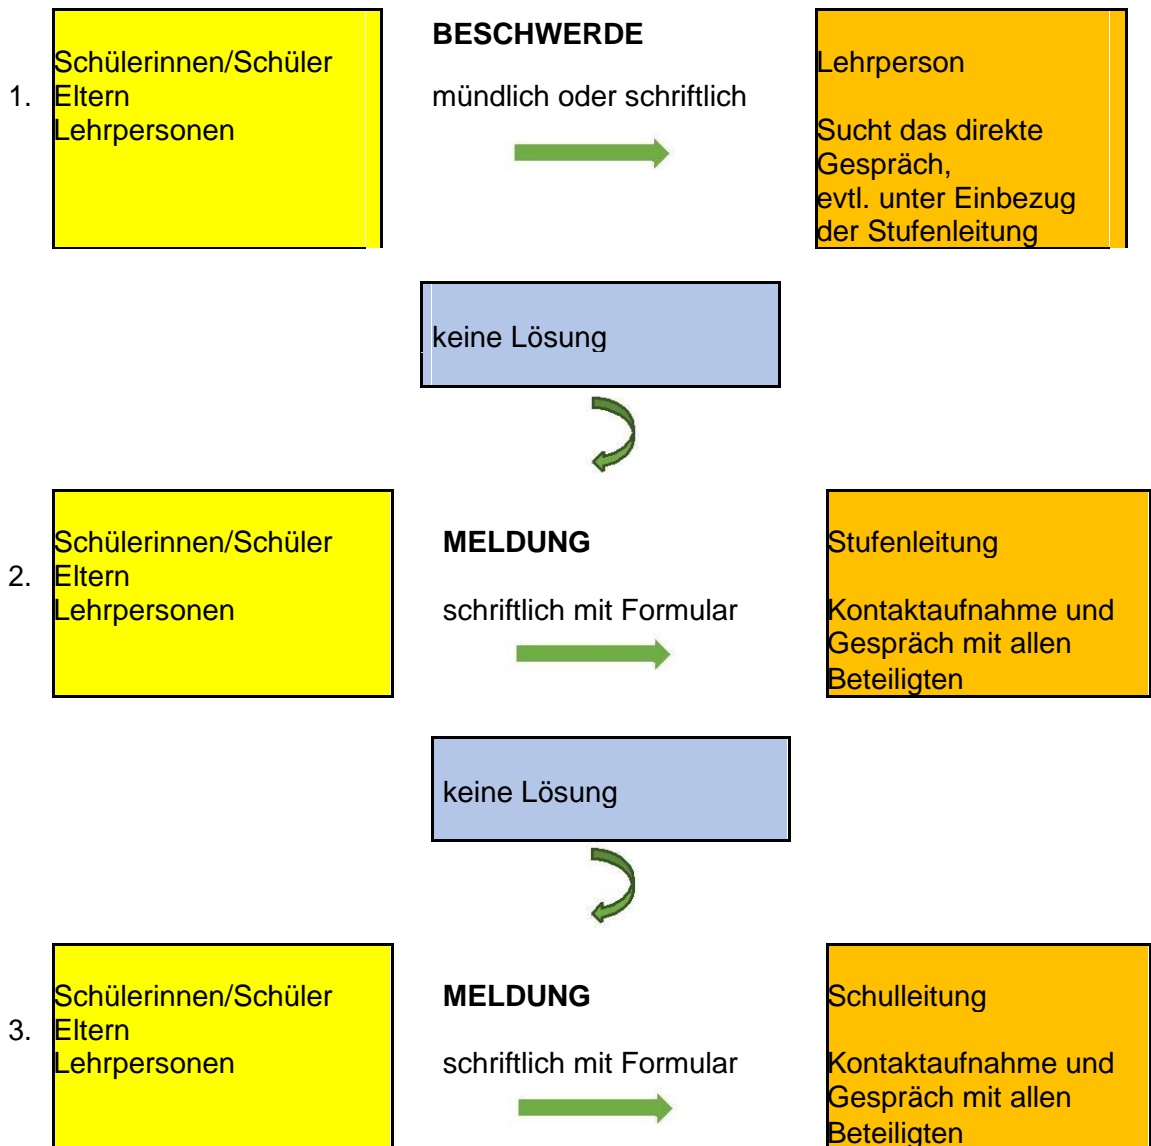 1.
Schülerinnen/Schüler
Eltern
Lehrpersonen
BESCHWERDE
mündlich oder schriftlich
Lehrperson
Sucht das direkte
Gespräch,
evtl. unter Einbezug
der Stufenleitung
keine Lösung
2.
Schülerinnen/Schüler
Eltern
Lehrpersonen
MELDUNG
schriftlich mit Formular
Stufenleitung
Kontaktaufnahme und
Gespräch mit allen
Beteiligten
keine Lösung
3.
Schülerinnen/Schüler
Eltern
Lehrpersonen
MELDUNG
schriftlich mit Formular
Schulleitung
Kontaktaufnahme und
Gespräch mit allen
Beteiligten